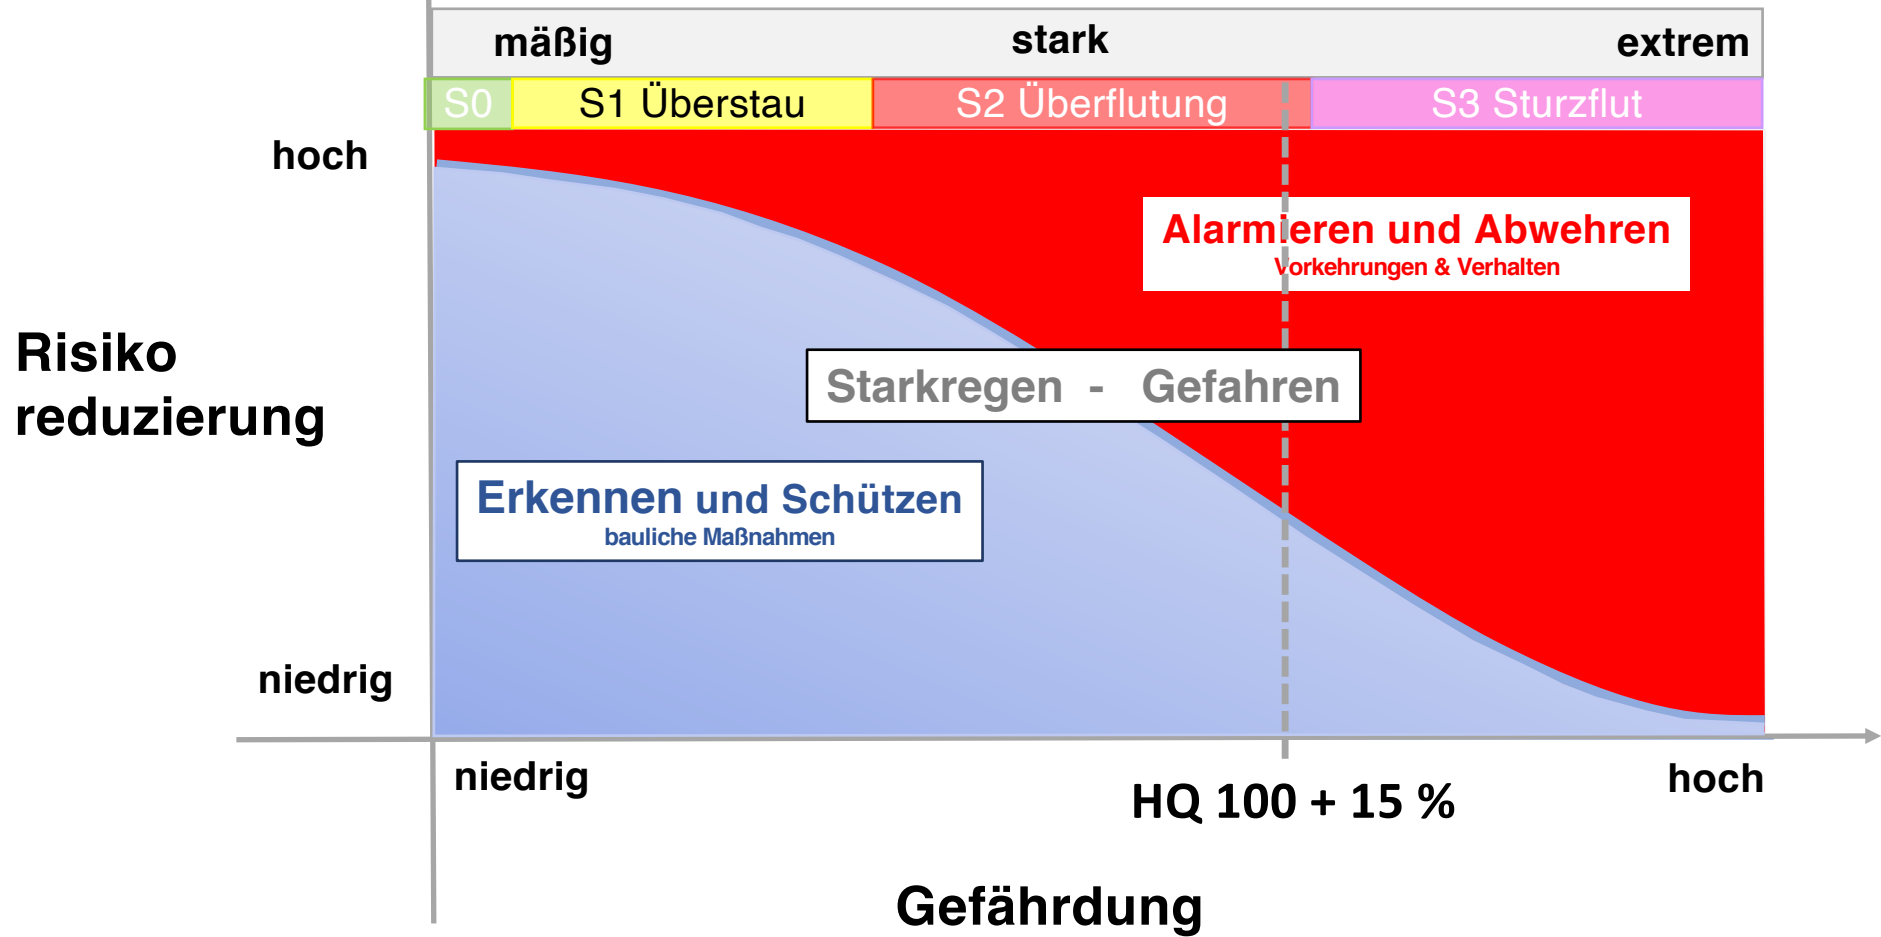 mäßig stark extrem
S0 S1 Überstau S2 Überflutung S3 Sturzflut
hoch
Alarmieren und Abwehren
Vorkehrungen & Verhalten
Risiko
reduzierung
Starkregen - Gefahren
Erkennen und Schützen
bauliche Maßnahmen
niedrig
niedrig
hoch
HQ 100 + 15 %
Gefährdung